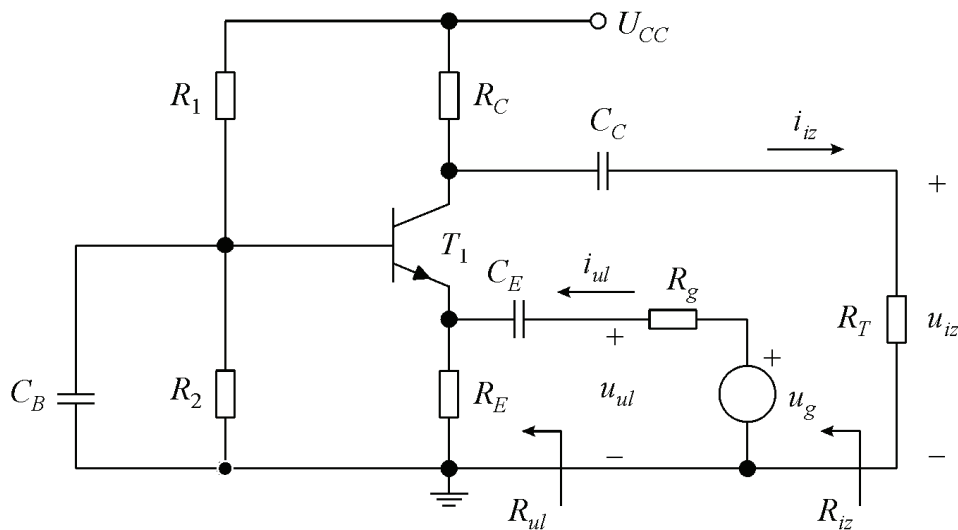 U_CC
R_1
R_C
C_C
i_iz
+
T_1
C_E
i_ul
R_g
R_T
u_iz
+
+
C_B
R_2
R_E
u_ul
u_g
−
−
R_ul
R_iz